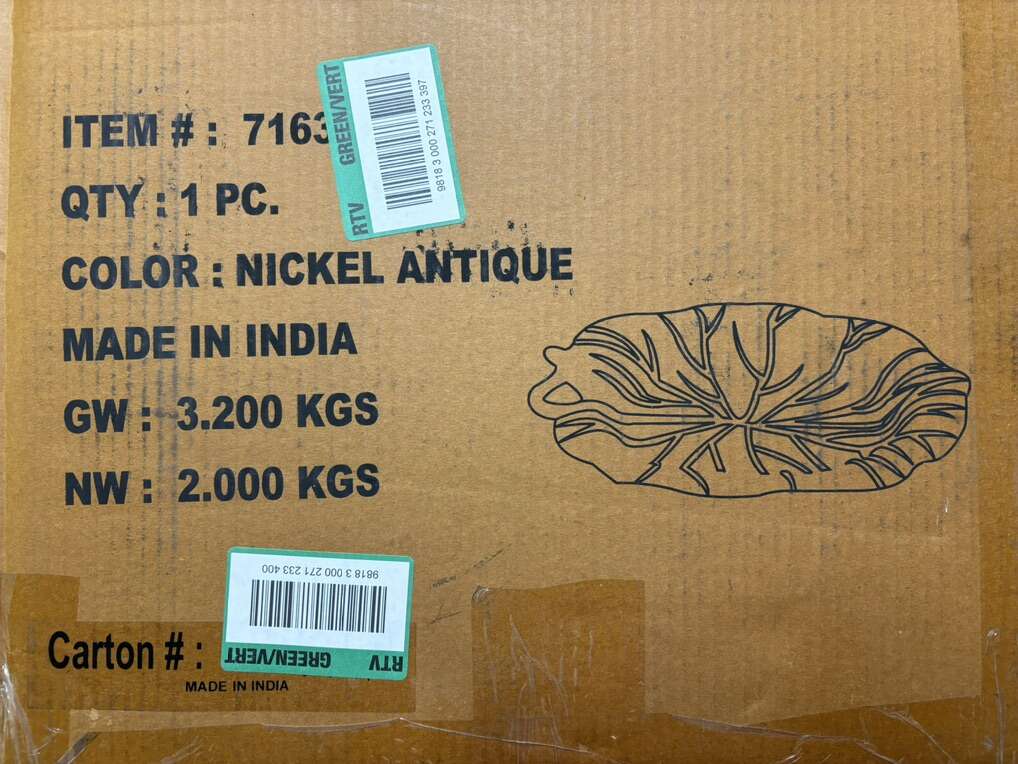 ITEM # : 7163
QTY : 1 PC.
COLOR : NICKEL ANTIQUE
MADE IN INDIA
GW : 3.200 KGS
NW : 2.000 KGS
RTV GREEN/VERT
9818 3 000 271 233 397
9818 3 000 271 233 400
RTV GREEN/VERT
Carton # :
MADE IN INDIA